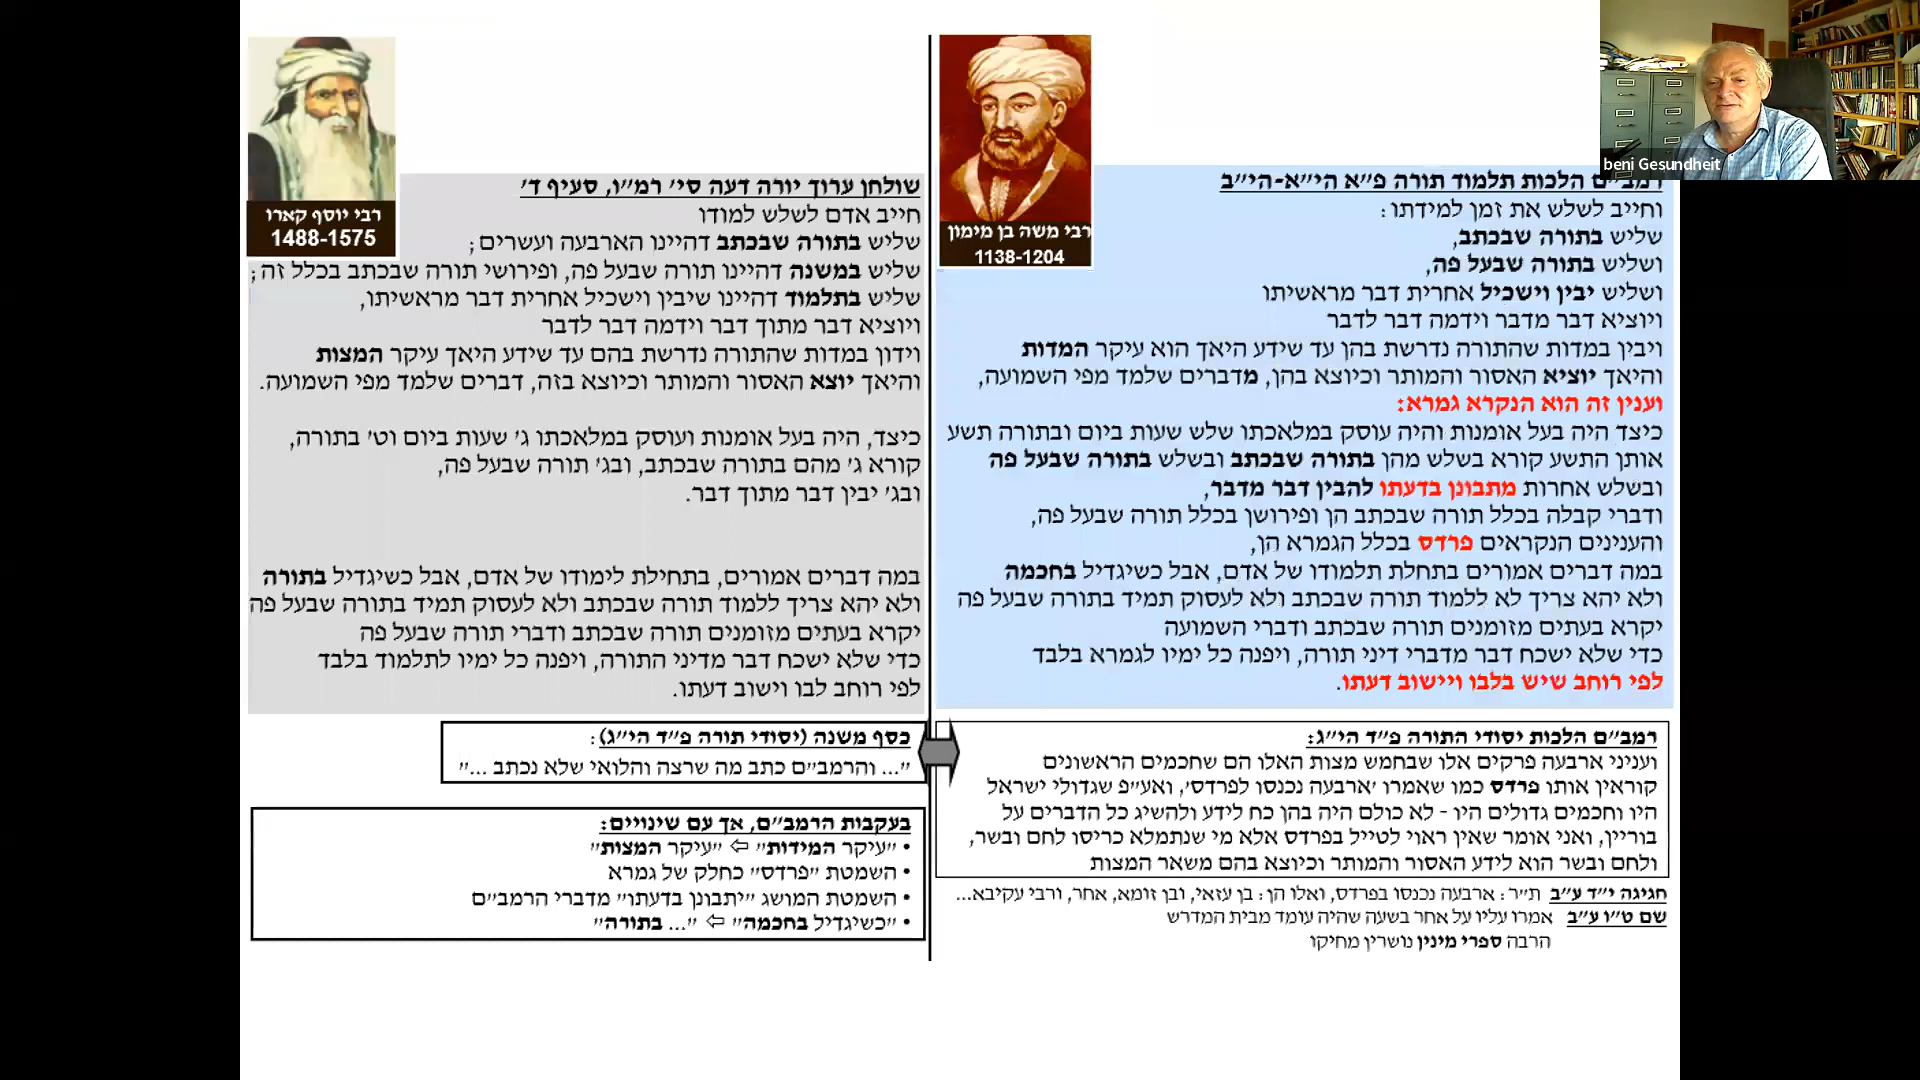 beni Gesundheit
רבי משה בן מימון
1138-1204
רמב״ם הלכות תלמוד תורה פ״א הי״א-הי״ב
וחייב לשלש את זמן למידתו:
שליש בתורה שבכתב,
ושליש בתורה שבעל פה,
ושליש יבין וישכיל אחרית דבר מראשיתו
ויוציא דבר מדבר וידמה דבר לדבר
ויבין במדות שהתורה נדרשת בהן עד שידע היאך הוא עיקר המדות
והיאך יוציא האסור והמותר וכיוצא בהן, מדברים שלמד מפי השמועה,
וענין זה הוא הנקרא גמרא:
כיצד היה בעל אומנות והיה עוסק במלאכתו שלש שעות ביום ובתורה תשע
אותן התשע קורא בשלש מהן בתורה שבכתב ובשלש בתורה שבעל פה
ובשלש אחרות מתבונן בדעתו להבין דבר מדבר,
ודברי קבלה בכלל תורה שבכתב הן ופירושן בכלל תורה שבעל פה,
והענינים הנקראים פרדס בכלל הגמרא הן,
במה דברים אמורים בתחלת תלמודו של אדם, אבל כשיגדיל בחכמה
ולא יהא צריך לא ללמוד תורה שבכתב ולא לעסוק תמיד בתורה שבעל פה
יקרא בעתים מזומנים תורה שבכתב ודברי השמועה
כדי שלא ישכח דבר מדברי דיני תורה, ויפנה כל ימיו לגמרא בלבד
לפי רוחב שיש בלבו ויישוב דעתו.
רמב״ם הלכות יסודי התורה פ״ד הי״ג:
ועניני ארבעה פרקים אלו שבחמש מצות האלו הם שחכמים הראשונים
קוראין אותו פרדס כמו שאמרו ׳ארבעה נכנסו לפרדס׳, ואע״פ שגדולי ישראל
היו וחכמים גדולים היו - לא כולם היה בהן כח לידע ולהשיג כל הדברים על
בוריין, ואני אומר שאין ראוי לטייל בפרדס אלא מי שנתמלא כריסו לחם ובשר,
ולחם ובשר הוא לידע האסור והמותר וכיוצא בהם משאר המצות
חגיגה י״ד ע״ב ת״ר: ארבעה נכנסו בפרדס, ואלו הן: בן עזאי, ובן זומא, אחר, ורבי עקיבא...
שם ט״ו ע״ב אמרו עליו על אחר בשעה שהיה עומד מבית המדרש
הרבה ספרי מינין נושרין מחיקו
רבי יוסף קארו
1488-1575
שולחן ערוך יורה דעה סי׳ רמ״ו, סעיף ד׳
חייב אדם לשלש למודו
שליש בתורה שבכתב דהיינו הארבעה ועשרים;
שליש במשנה דהיינו תורה שבעל פה, ופירושי תורה שבכתב בכלל זה;
שליש בתלמוד דהיינו שיבין וישכיל אחרית דבר מראשיתו,
ויוציא דבר מתוך דבר וידמה דבר לדבר
וידון במדות שהתורה נדרשת בהם עד שידע היאך עיקר המצות
והיאך יוצא האסור והמותר וכיוצא בזה, דברים שלמד מפי השמועה.
כיצד, היה בעל אומנות ועוסק במלאכתו ג׳ שעות ביום וט׳ בתורה,
קורא ג׳ מהם בתורה שבכתב, ובג׳ תורה שבעל פה,
ובג׳ יבין דבר מתוך דבר.
במה דברים אמורים, בתחילת לימודו של אדם, אבל כשיגדיל בתורה
ולא יהא צריך ללמוד תורה שבכתב ולא לעסוק תמיד בתורה שבעל פה
יקרא בעתים מזומנים תורה שבכתב ודברי תורה שבעל פה
כדי שלא ישכח דבר מדיני התורה, ויפנה כל ימיו לתלמוד בלבד
לפי רוחב לבו וישוב דעתו.
כסף משנה (יסודי תורה פ״ד הי״ג):
״... והרמב״ם כתב מה שרצה והלואי שלא נכתב ...״
בעקבות הרמב״ם, אך עם שינויים:
• ״עיקר המידות״ ⇦ ״עיקר המצות״
• השמטת ״פרדס״ כחלק של גמרא
• השמטת המושג ״יתבונן בדעתו״ מדברי הרמב״ם
• ״כשיגדיל בחכמה״ ⇦ ״... בתורה״